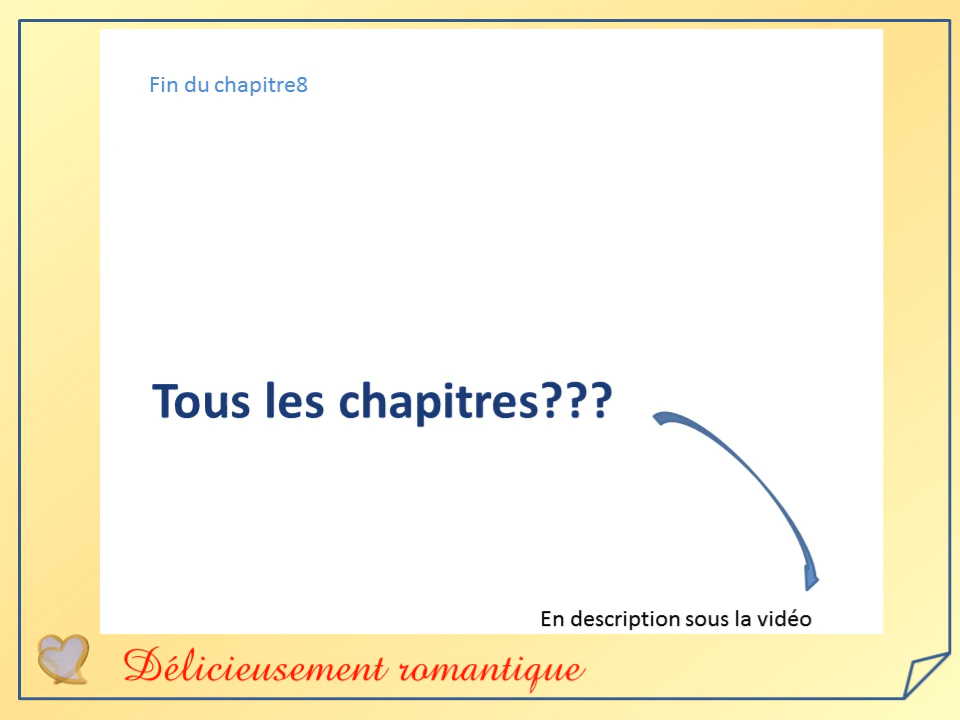 Fin du chapitre8
Tous les chapitres???
En description sous la vidéo
Délicieusement romantique